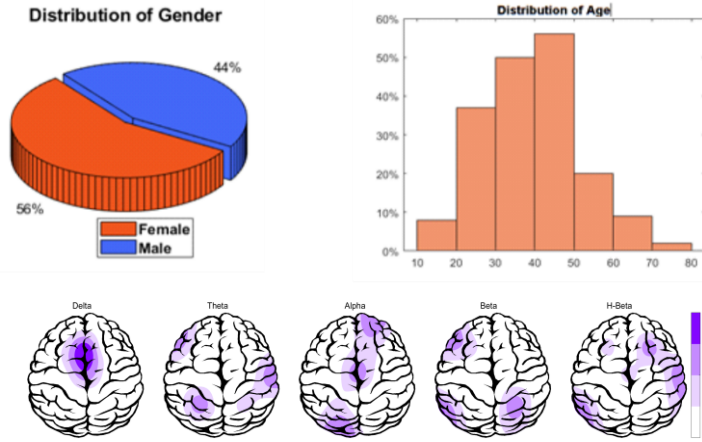 Distribution of Gender
44%
56%
Female
Male
Distribution of Age
60%
50%
40%
30%
20%
10%
0%
10 20 30 40 50 60 70 80
Delta Theta Alpha Beta H-Beta